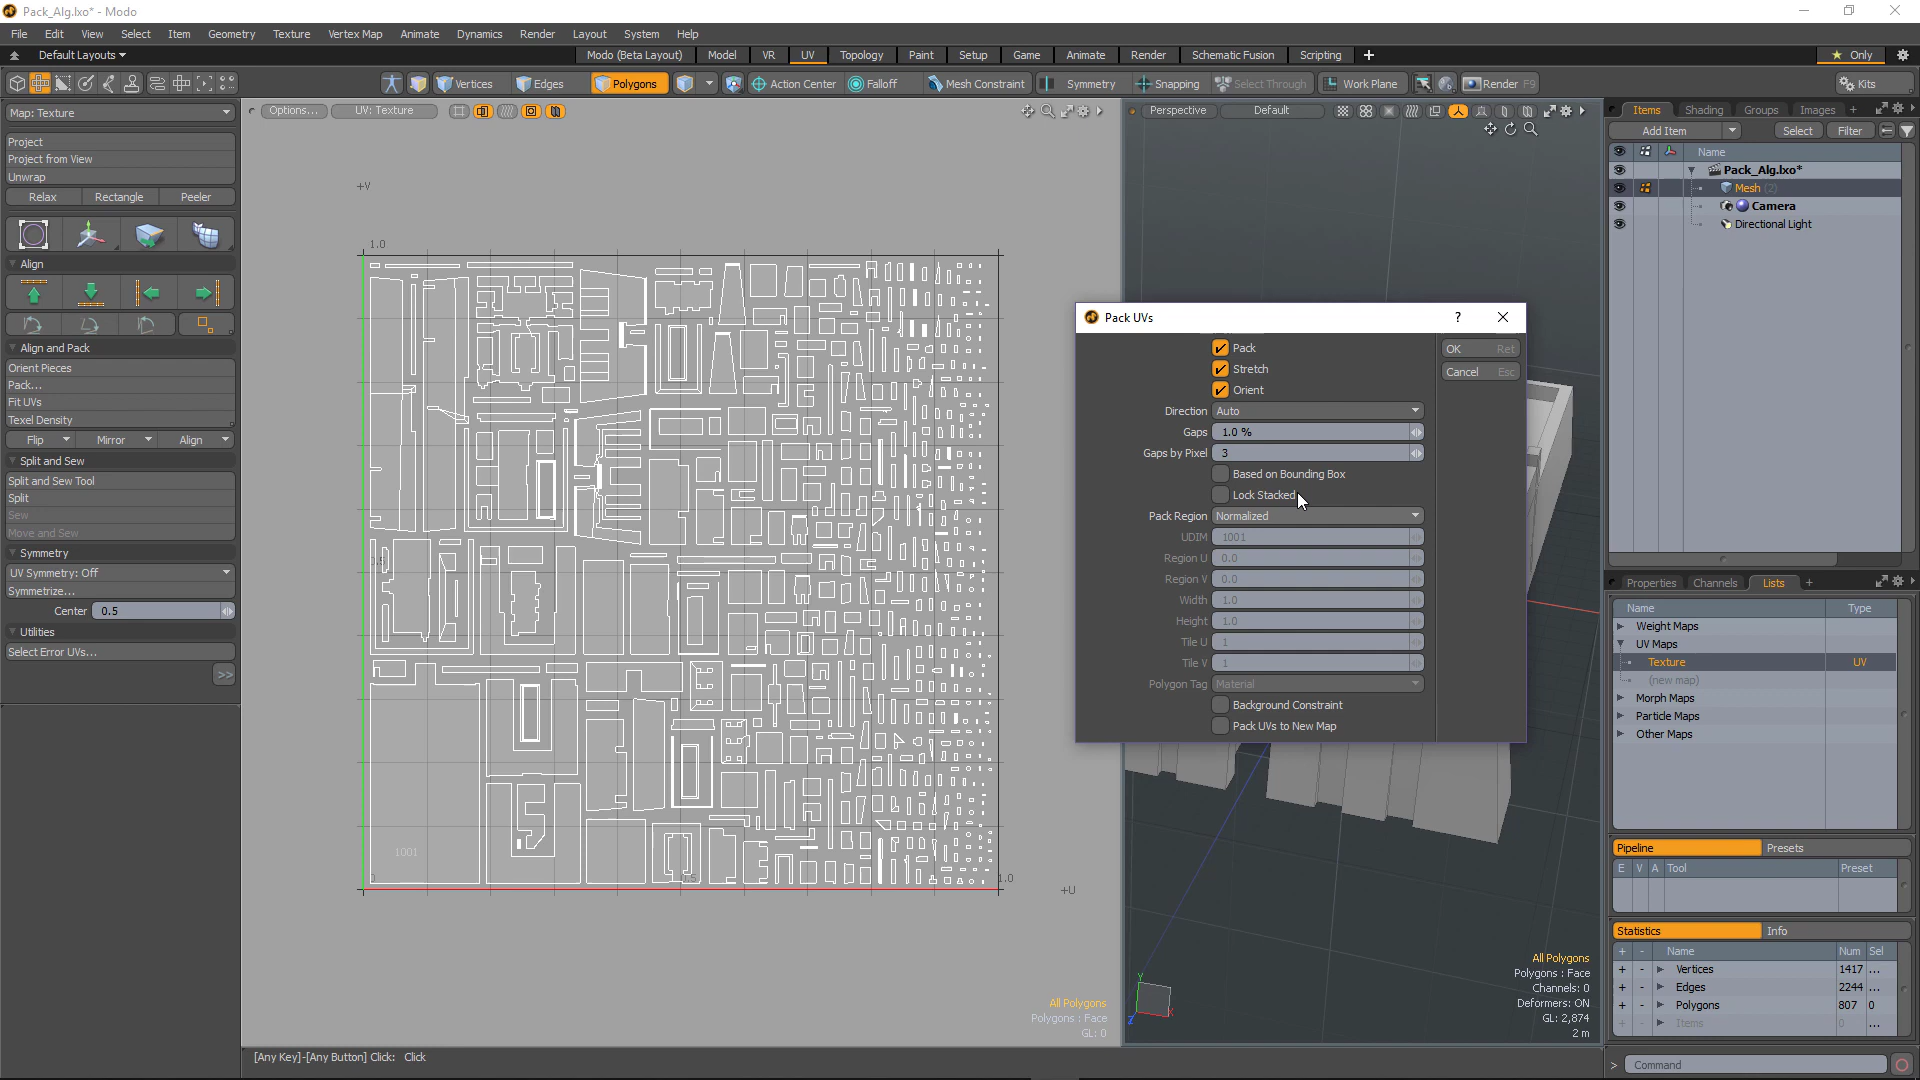 Pack_Alg.lxo* - Modo
File Edit View Select Item Geometry Texture Vertex Map Animate Dynamics Render Layout System Help
Default Layouts Modo (Beta Layout) Model VR UV Topology Paint Setup Game Animate Render Schematic Fusion Scripting Only
Vertices Edges Polygons Action Center Falloff Mesh Constraint Symmetry Snapping Select Through Work Plane Render F9 Kits
Map: Texture
Project
Project from View
Unwrap
Relax Rectangle Peeler
Align
Align and Pack
Orient Pieces
Pack...
Fit UVs
Texel Density
Flip Mirror Align
Split and Sew
Split and Sew Tool
Split
Sew
Move and Sew
Symmetry
UV Symmetry: Off
Symmetrize...
Center 0.5
Utilities
Select Error UVs...
>>
Options... UV: Texture
+V
1.0
0.5
1001
0 0.5 1.0
+U
All Polygons
Polygons : Face
GL: 0
[Any Key]-[Any Button] Click: Click
Perspective Default
Pack UVs ?
Pack
Stretch
Orient
Direction Auto
Gaps 1.0 %
Gaps by Pixel 3
Based on Bounding Box
Lock Stacked
Pack Region Normalized
UDIM 1001
Region U 0.0
Region V 0.0
Width 1.0
Height 1.0
Tile U 1
Tile V 1
Polygon Tag Material
Background Constraint
Pack UVs to New Map
OK Ret
Cancel Esc
Y
Z
X
All Polygons
Polygons : Face
Channels: 0
Deformers: ON
GL: 2,874
2 m
Items Shading Groups Images +
Add Item Select Filter
Name
Pack_Alg.lxo*
Mesh (2)
Camera
Directional Light
Properties Channels Lists +
Name Type
Weight Maps
UV Maps
Texture UV
(new map)
Morph Maps
Particle Maps
Other Maps
Pipeline Presets
E V A Tool Preset
Statistics Info
+ - Name Num Sel
+ - Vertices 1417 ...
+ - Edges 2244 ...
+ - Polygons 807 0
+ - Items 0 ...
> Command